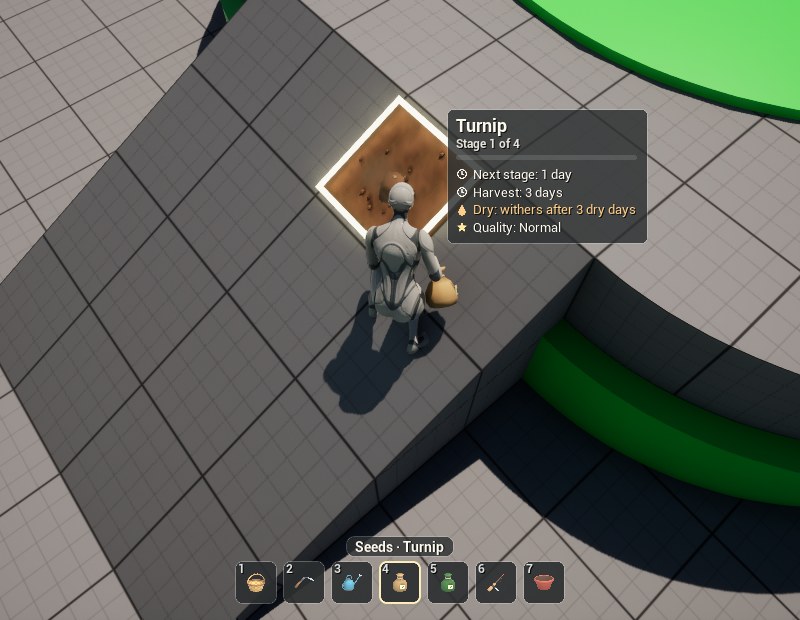 Turnip
Stage 1 of 4
Next stage: 1 day
Harvest: 3 days
Dry: withers after 3 dry days
Quality: Normal
Seeds · Turnip
1 2 3 4 5 6 7